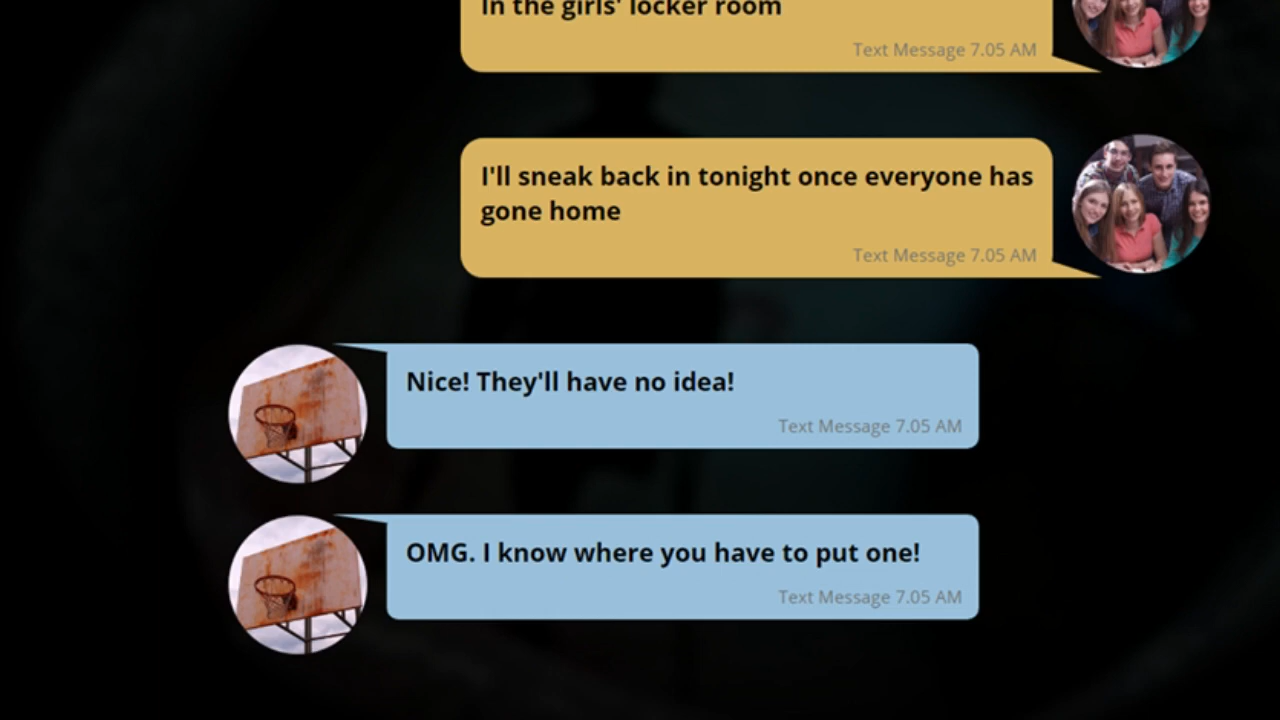 In the girls' locker room
Text Message 7.05 AM
I'll sneak back in tonight once everyone has
gone home
Text Message 7.05 AM
Nice! They'll have no idea!
Text Message 7.05 AM
OMG. I know where you have to put one!
Text Message 7.05 AM